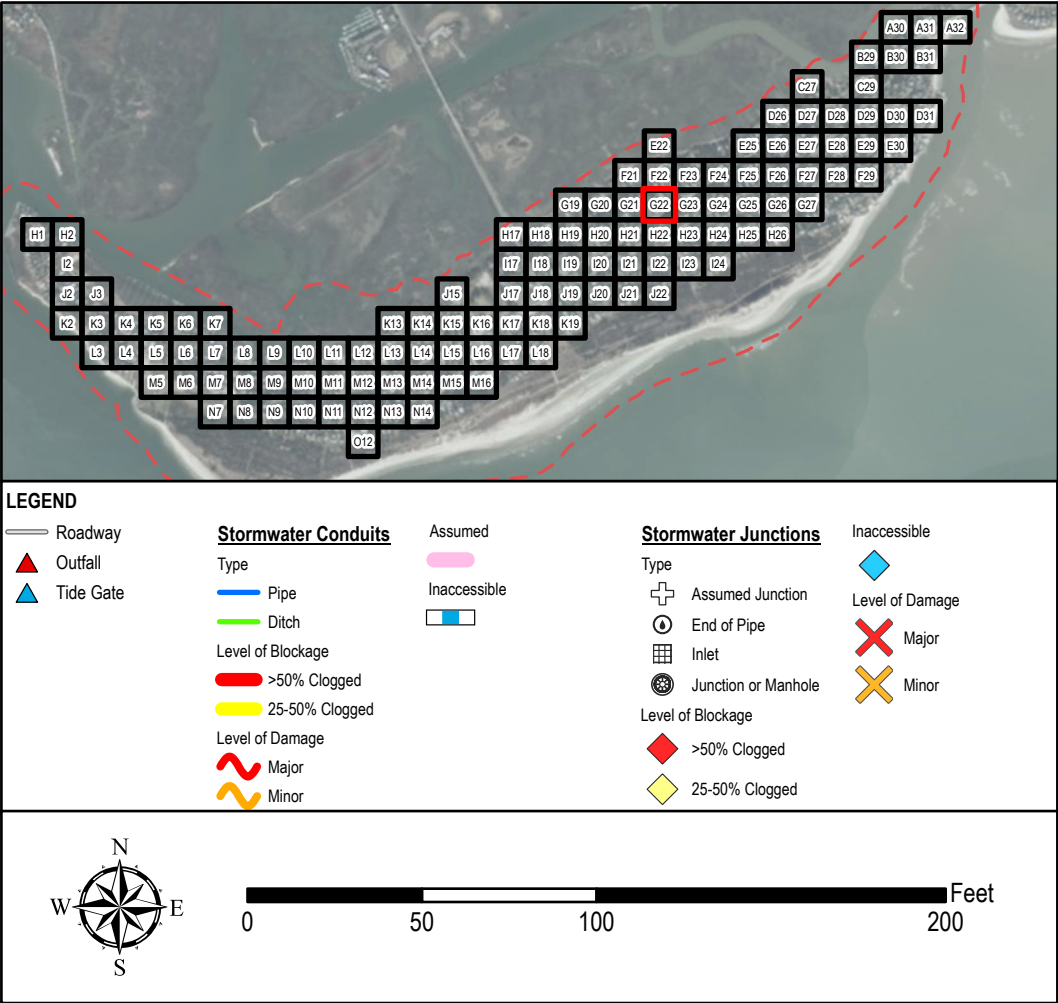 A30 A31 A32
B29 B30 B31
C27 C29
D26 D27 D28 D29 D30 D31
E22 E25 E26 E27 E28 E29 E30
F21 F22 F23 F24 F25 F26 F27 F28 F29
G19 G20 G21 G22 G23 G24 G25 G26 G27
H1 H2 H17 H18 H19 H20 H21 H22 H23 H24 H25 H26
I2 I17 I18 I19 I20 I21 I22 I23 I24
J2 J3 J15 J17 J18 J19 J20 J21 J22
K2 K3 K4 K5 K6 K7 K13 K14 K15 K16 K17 K18 K19
L3 L4 L5 L6 L7 L8 L9 L10 L11 L12 L13 L14 L15 L16 L17 L18
M5 M6 M7 M8 M9 M10 M11 M12 M13 M14 M15 M16
N7 N8 N9 N10 N11 N12 N13 N14
O12
LEGEND
Roadway
Outfall
Tide Gate
Stormwater Conduits
Type
Pipe
Ditch
Level of Blockage
>50% Clogged
25-50% Clogged
Level of Damage
Major
Minor
Assumed
Inaccessible
Stormwater Junctions
Type
Assumed Junction
End of Pipe
Inlet
Junction or Manhole
Level of Blockage
>50% Clogged
25-50% Clogged
Inaccessible
Level of Damage
Major
Minor
N
W E
S
Feet
0 50 100 200